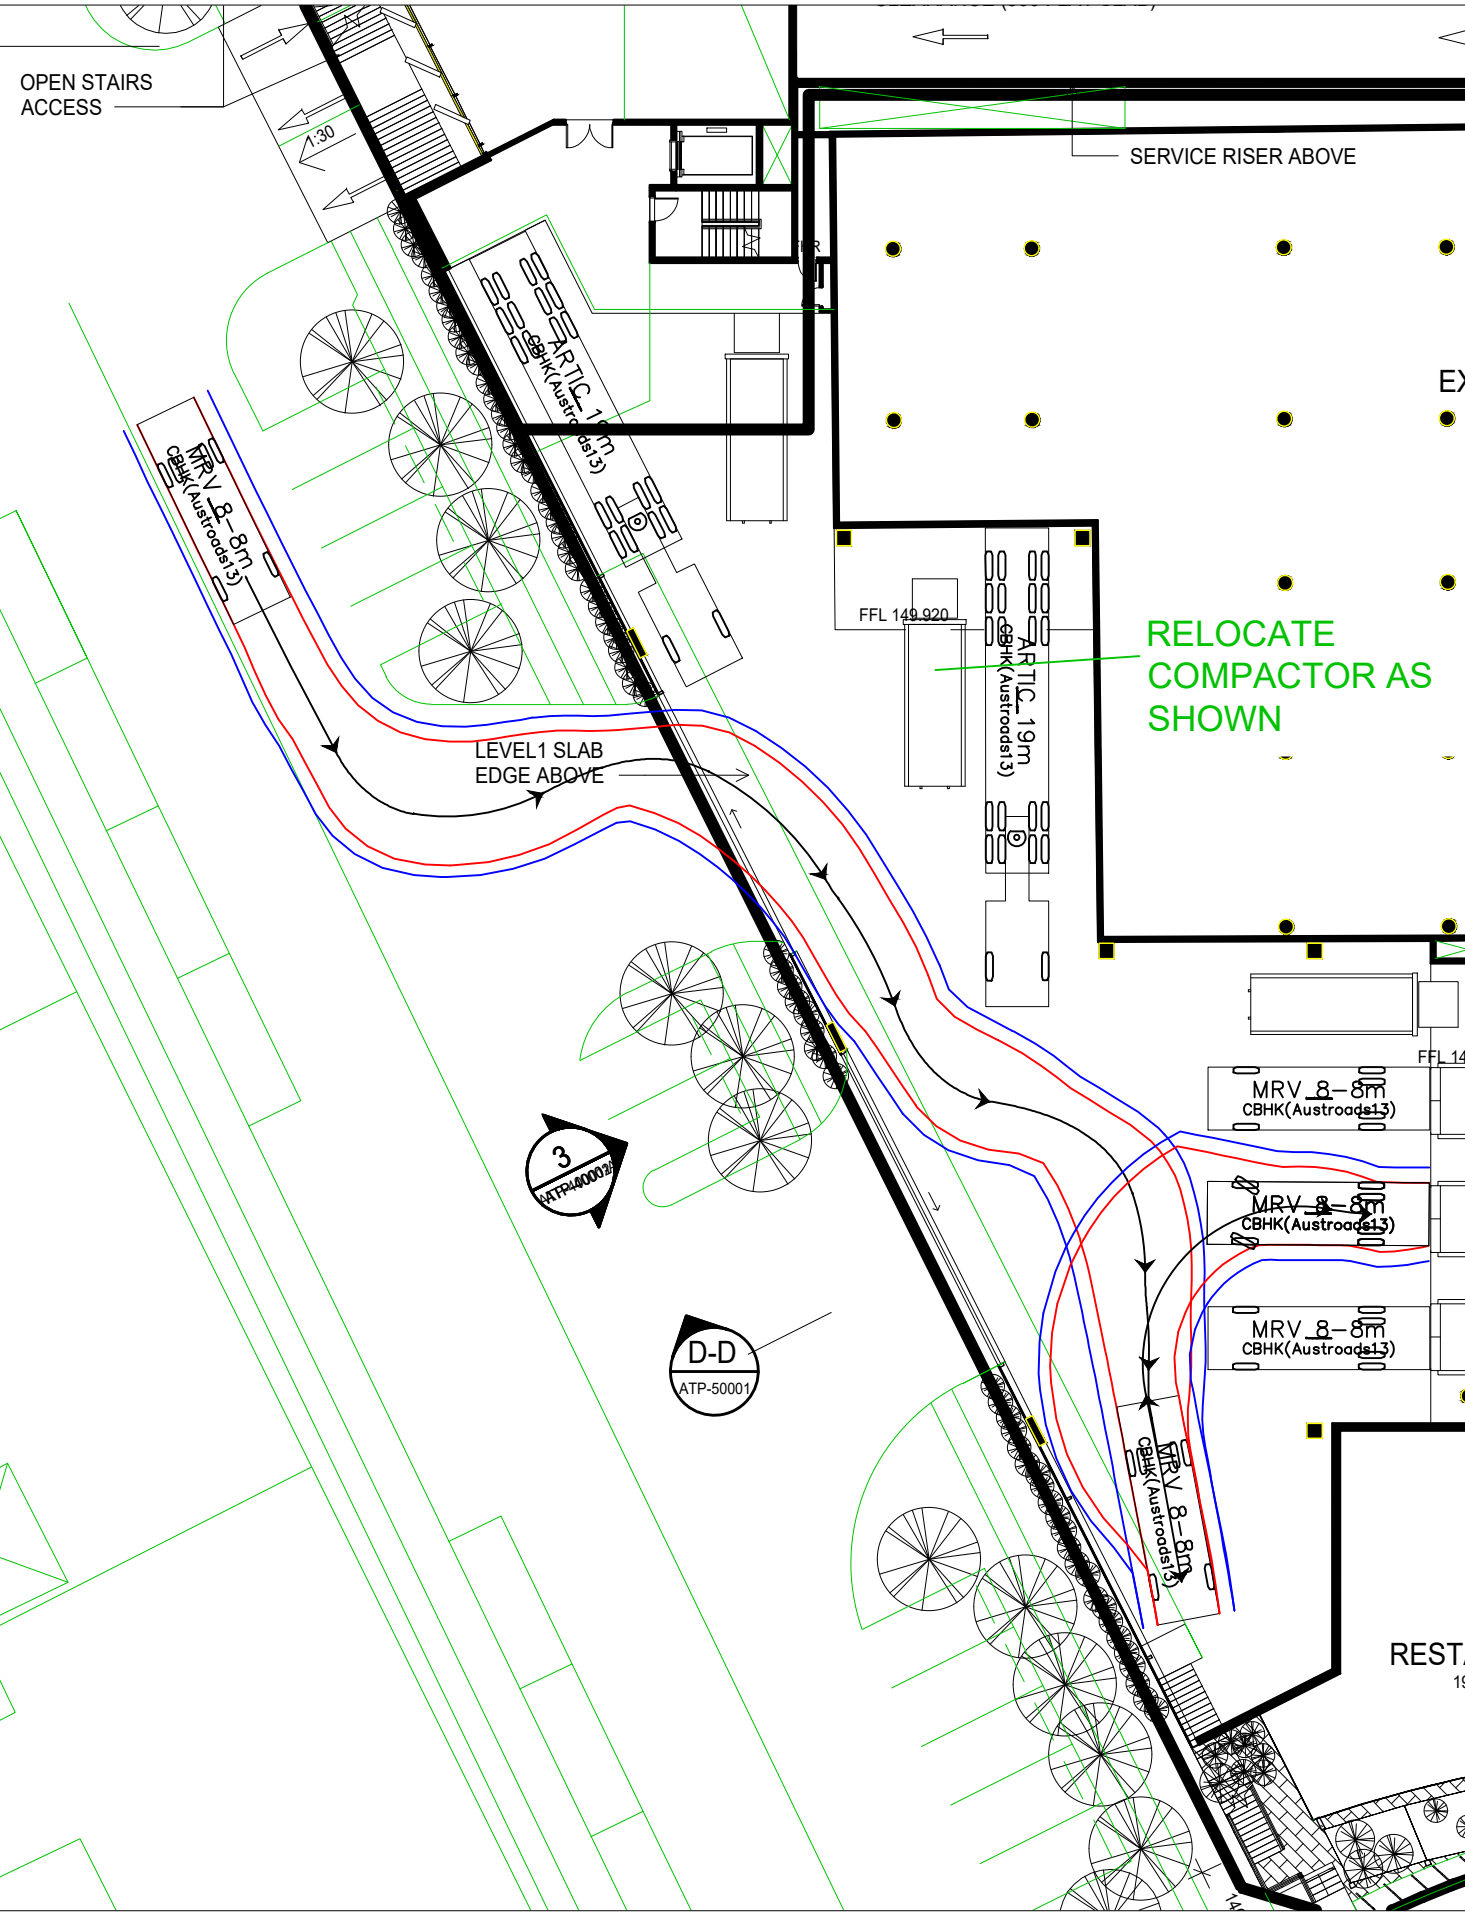 OPEN STAIRS
ACCESS
1:30
SERVICE RISER ABOVE
ARTIC 19m
CBHK(Austroads13)
MRV 8-8m
CBHK(Austroads13)
FFL 149.920
ARTIC 19m
CBHK(Austroads13)
RELOCATE
COMPACTOR AS
SHOWN
LEVEL1 SLAB
EDGE ABOVE
FFL 14
MRV 8-8m
CBHK(Austroads13)
3
MRV 8-8m
CBHK(Austroads13)
MRV 8-8m
CBHK(Austroads13)
D-D
ATP-50001
MRV 8-8m
CBHK(Austroads13)